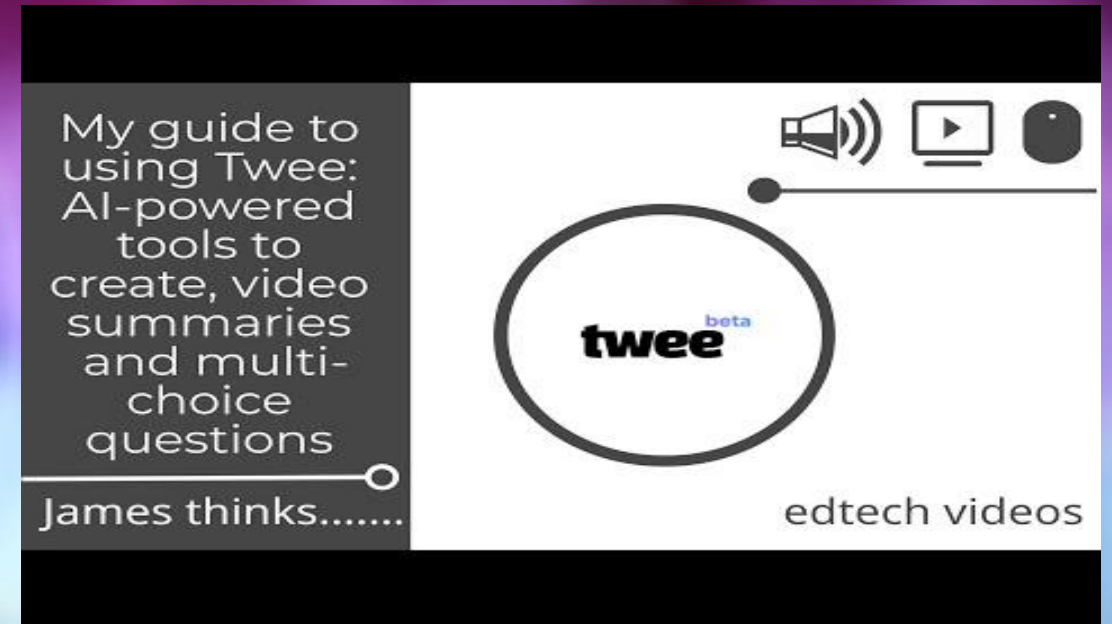 My guide to
using Twee:
AI-powered
tools to
create, video
summaries
and multi-
choice
questions
James thinks.......
beta
twee
edtech videos